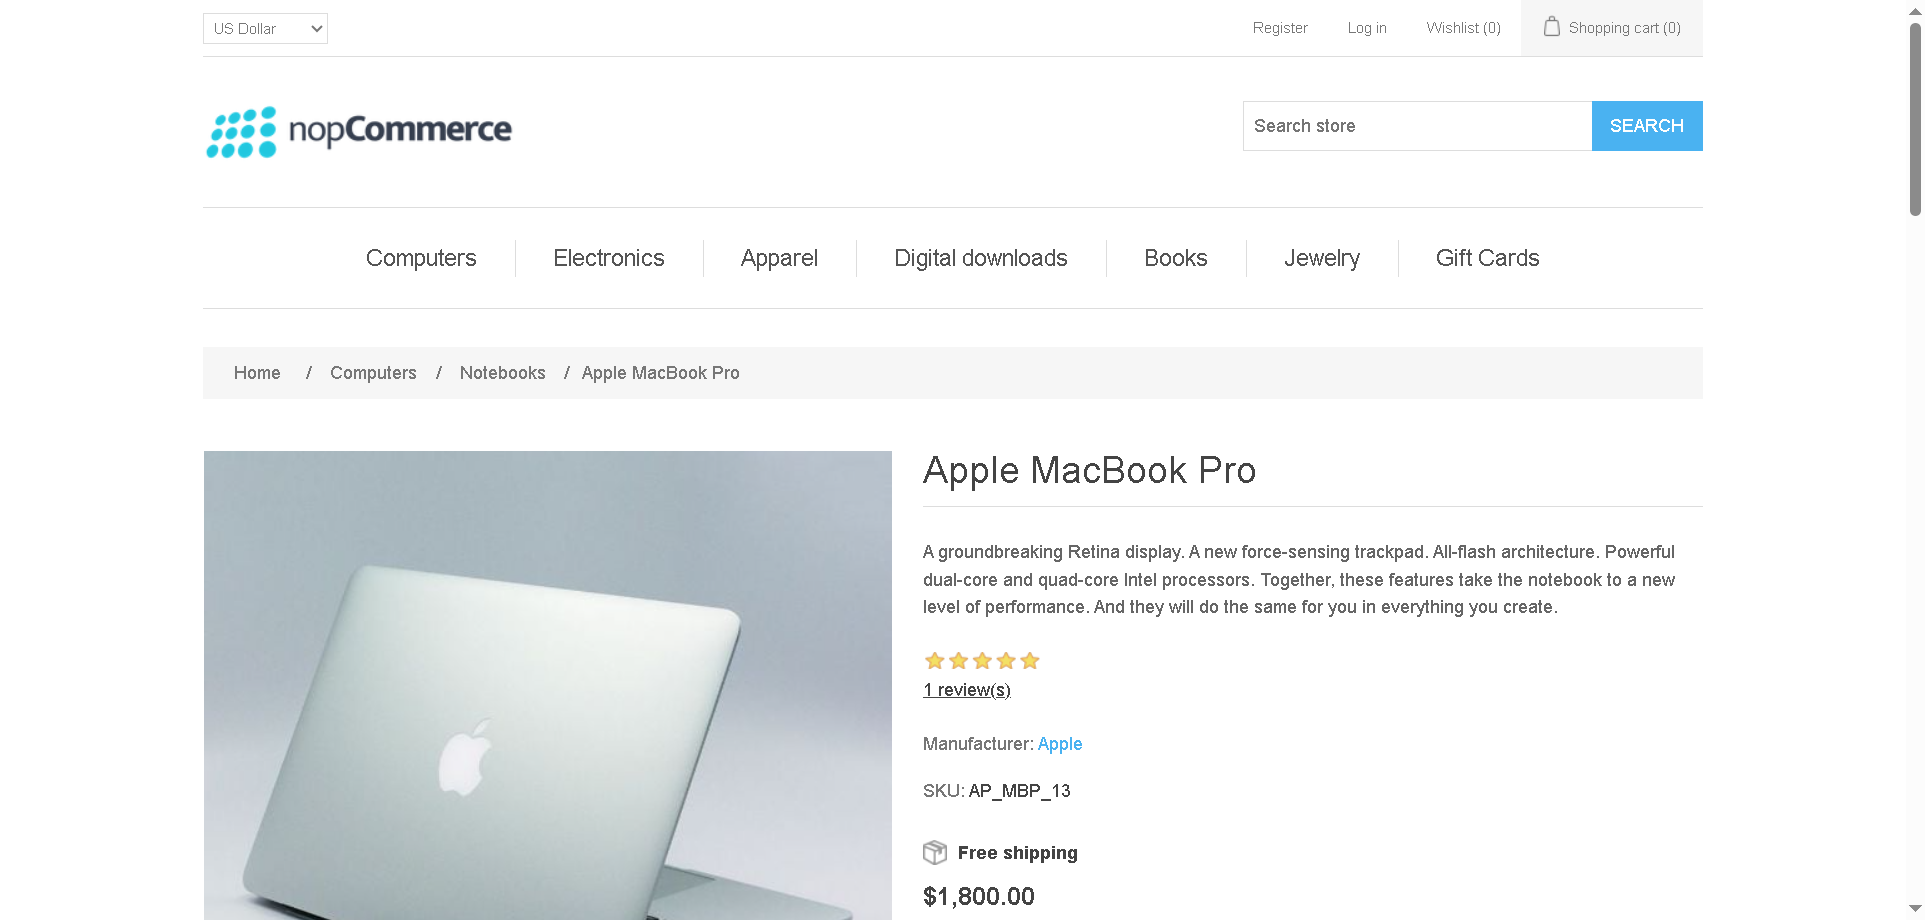 US Dollar
Register
Log in
Wishlist (0)
Shopping cart (0)
nopCommerce
Search store
SEARCH
Computers
Electronics
Apparel
Digital downloads
Books
Jewelry
Gift Cards
Home / Computers / Notebooks / Apple MacBook Pro
Apple MacBook Pro
A groundbreaking Retina display. A new force-sensing trackpad. All-flash architecture. Powerful
dual-core and quad-core Intel processors. Together, these features take the notebook to a new
level of performance. And they will do the same for you in everything you create.
1 review(s)
Manufacturer: Apple
SKU: AP_MBP_13
Free shipping
$1,800.00